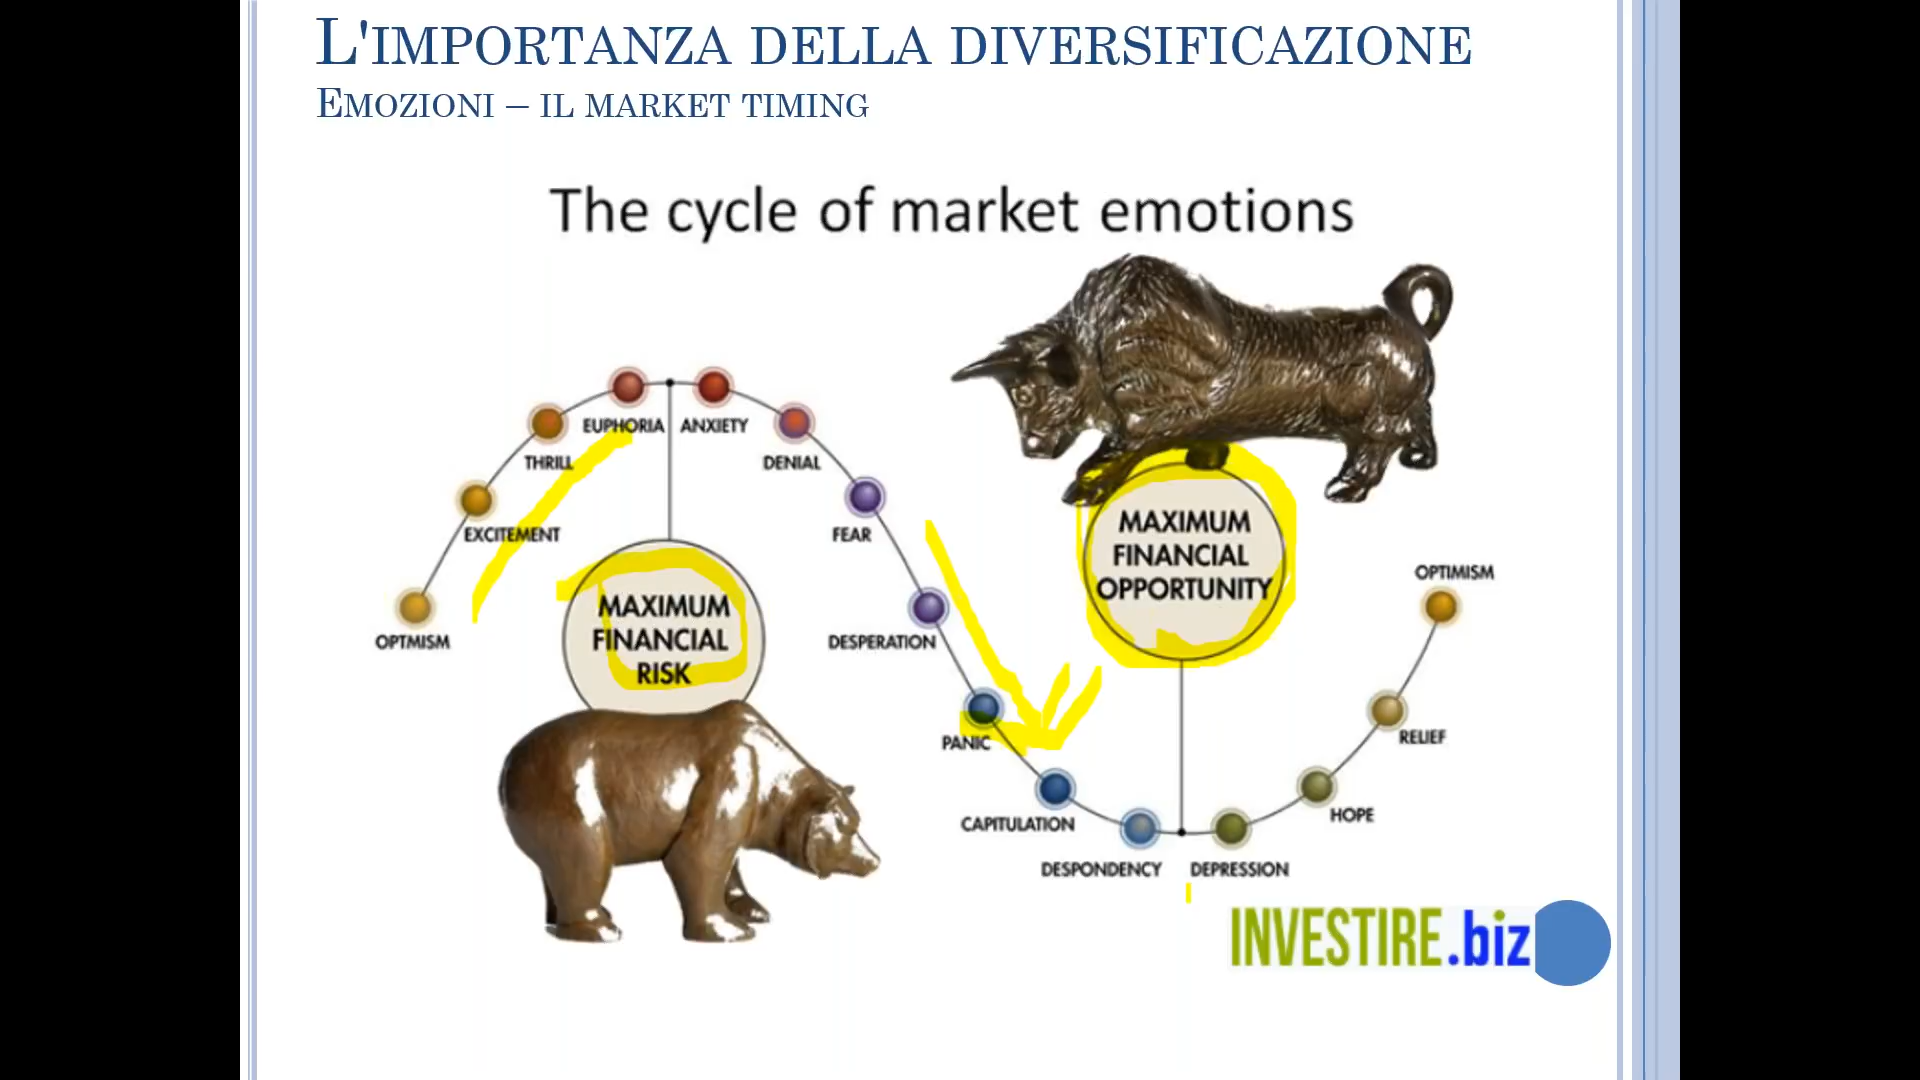 L'IMPORTANZA DELLA DIVERSIFICAZIONE
EMOZIONI – IL MARKET TIMING
The cycle of market emotions
EUPHORIA
ANXIETY
THRILL
DENIAL
EXCITEMENT
FEAR
OPTMISM
DESPERATION
MAXIMUM
FINANCIAL
RISK
PANIC
CAPITULATION
DESPONDENCY
DEPRESSION
MAXIMUM
FINANCIAL
OPPORTUNITY
HOPE
RELIEF
OPTIMISM
INVESTIRE.biz